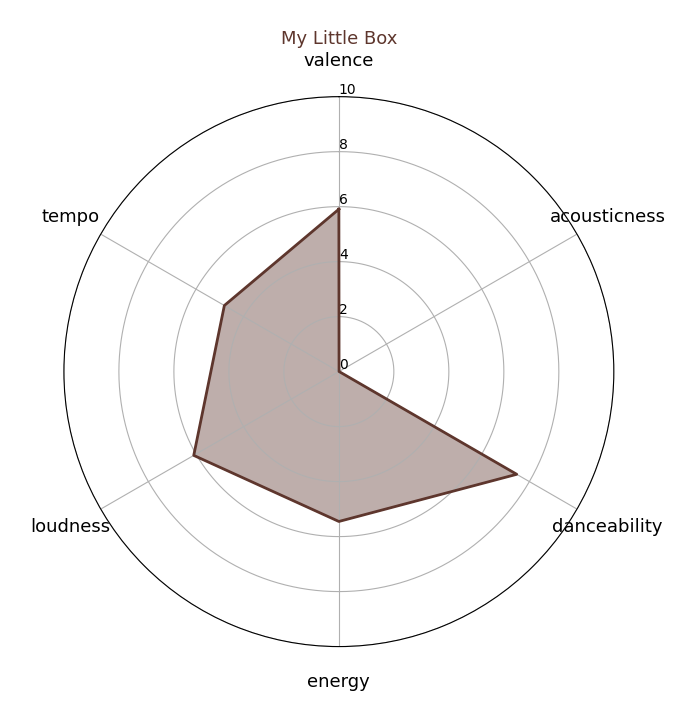 My Little Box
valence
10
8
6
4
2
0
tempo
acousticness
loudness
danceability
energy